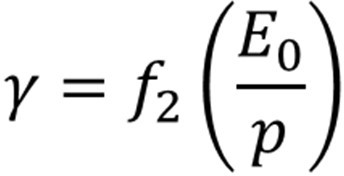 γ = f₂ (E₀/p)